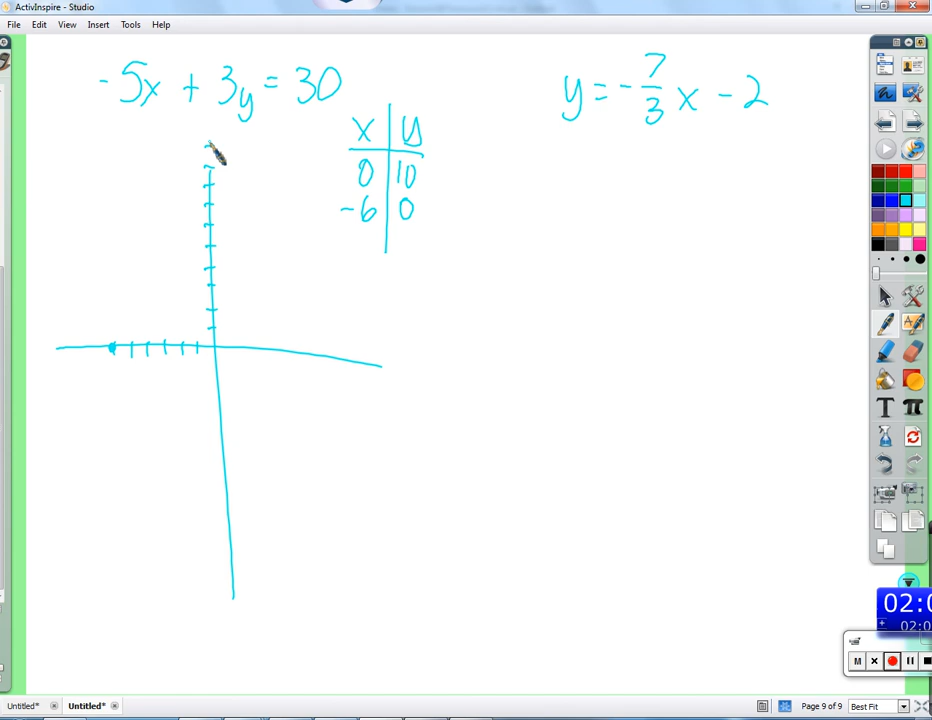 ActivInspire - Studio
File Edit View Insert Tools Help
-5x + 3y = 30
y = -7/3 x - 2
x y
0 10
-6 0
T π
02:0
02:0
M
Untitled* Untitled*
Page 9 of 9
Best Fit